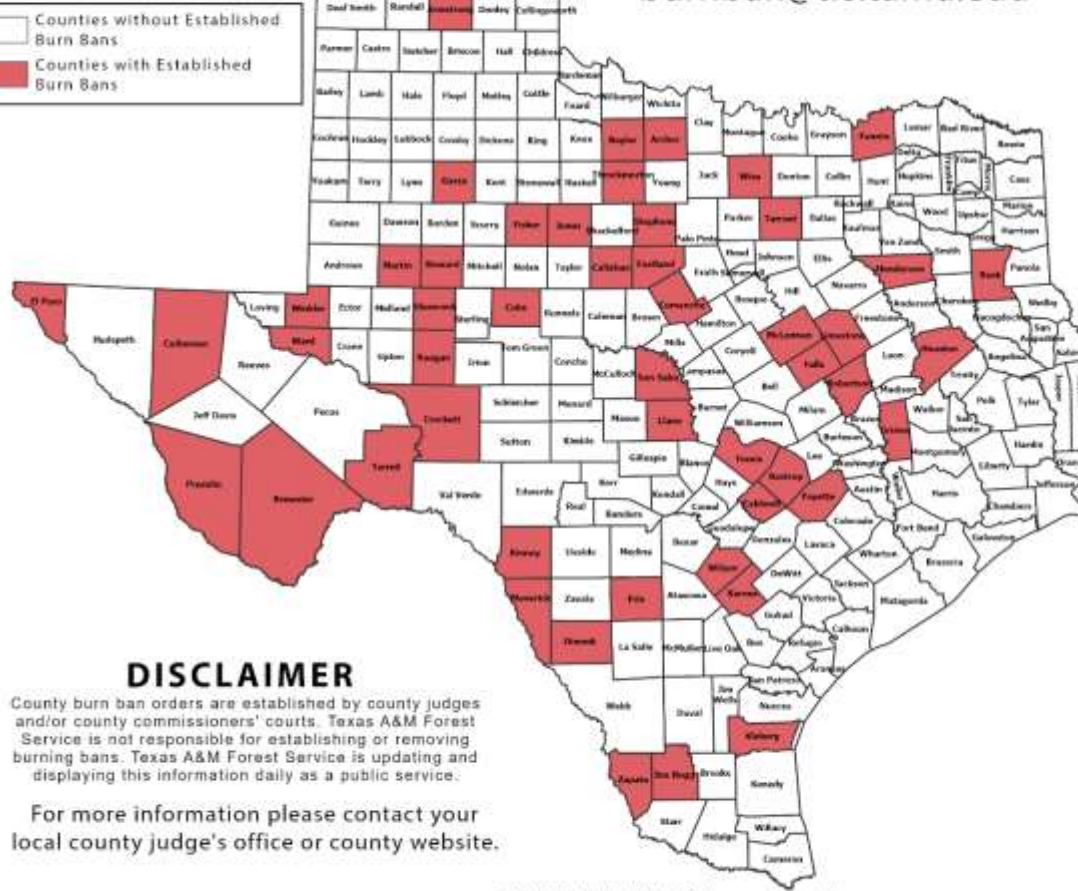 Counties without Established
Burn Bans
Counties with Established
Burn Bans
Deaf Smith Randall Armstrong Donley Collingsworth
Parmer Castro Swisher Briscoe Hall Childress
Hardeman
Bailey Lamb Hale Floyd Motley Cottle
Foard Wilbarger Wichita
Clay Montague Cooke Grayson Fannin Lamar Red River Bowie
Cochran Hockley Lubbock Crosby Dickens King Knox Baylor Archer
Delta Titus Franklin Morris Camp Cass
Yoakum Terry Lynn Garza Kent Stonewall Haskell Throckmorton Young Jack Wise Denton Collin Hunt Hopkins
Rockwall Rains Wood Upshur Marion
Gaines Dawson Borden Scurry Fisher Jones Shackelford Stephens Palo Pinto Parker Tarrant Dallas Kaufman Van Zandt Smith Gregg Harrison
Andrews Martin Howard Mitchell Nolan Taylor Callahan Eastland Erath Somervell Hood Johnson Ellis Henderson Rusk Panola
El Paso Hudspeth Culberson Loving Winkler Ector Midland Glasscock Sterling Coke Runnels Coleman Brown Comanche Hamilton Bosque Hill Navarro Anderson Cherokee Shelby
Nacogdoches San Augustine
Reeves Ward Crane Upton Reagan Irion Tom Green Concho McCulloch San Saba Mills Lampasas Coryell McLennan Limestone Freestone Leon Houston Angelina
Jeff Davis Pecos Crockett Schleicher Menard Mason Llano Burnet Bell Falls Robertson Madison Trinity Polk Tyler
Sutton Kimble Gillespie Blanco Williamson Milam Brazos Burleson Grimes Walker San Jacinto Hardin
Presidio Brewster Terrell Val Verde Edwards Real Kerr Bandera Kendall Hays Travis Bastrop Lee Washington Montgomery Liberty
Comal Caldwell Fayette Austin Waller Harris Chambers Jefferson
Guadalupe Gonzales Colorado Fort Bend Galveston
Kinney Uvalde Medina Bexar Wilson Lavaca Wharton Brazoria
Maverick Zavala Frio Atascosa Karnes DeWitt Jackson Matagorda
Victoria Goliad Calhoun
Dimmit La Salle McMullen Live Oak Bee Refugio Aransas
San Patricio
Webb Duval Jim Wells Nueces
Kleberg
Zapata Jim Hogg Brooks Kenedy
Starr Hidalgo Willacy
Cameron
DISCLAIMER
County burn ban orders are established by county judges
and/or county commissioners' courts. Texas A&M Forest
Service is not responsible for establishing or removing
burning bans. Texas A&M Forest Service is updating and
displaying this information daily as a public service.
For more information please contact your
local county judge's office or county website.